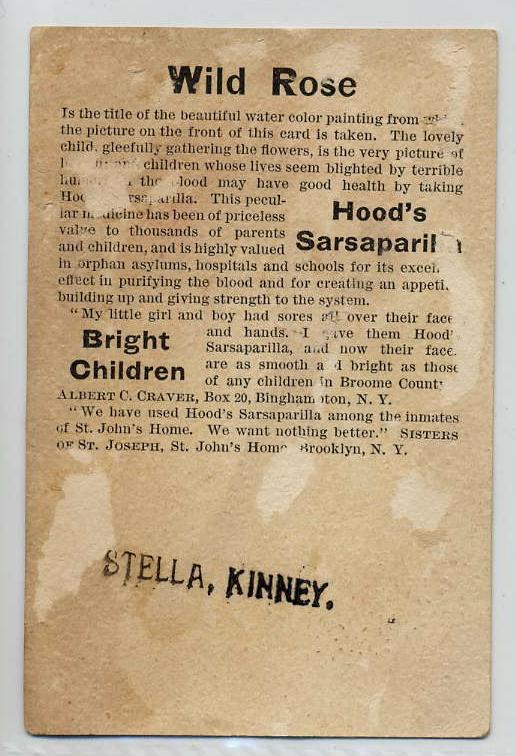 Wild Rose
Is the title of the beautiful water color painting from
the picture on the front of this card is taken. The lovely
child, gleefully gathering the flowers, is the very picture of
children whose lives seem blighted by terrible
the blood may have good health by taking
This pecul-
iar medicine has been of priceless
value to thousands of parents
and children, and is highly valued
Hood's
Sarsaparil
in orphan asylums, hospitals and schools for its
effect in purifying the blood and for creating an
building up and giving strength to the system.
"My little girl and boy had sores all over their face
and hands. I gave them Hood'
Sarsaparilla, and now their face
are as smooth and bright as those
of any children in Broome County
Bright
Children
ALBERT C. CRAVER, Box 20, Binghamton, N. Y.
"We have used Hood's Sarsaparilla among the inmates
of St. John's Home. We want nothing better." SISTERS
OF ST. JOSEPH, St. John's Home Brooklyn, N. Y.
STELLA, KINNEY.